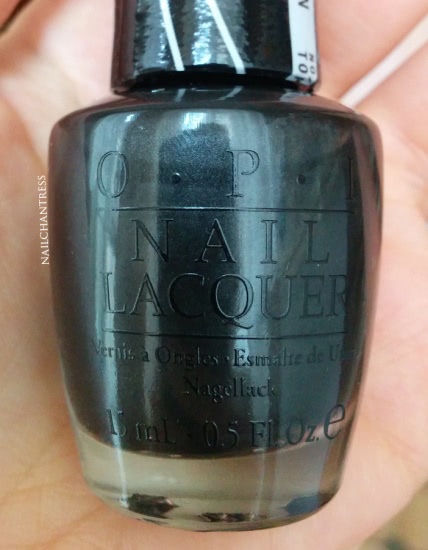 O · P · I
NAIL
LACQUER
Vernis à Ongles · Esmalte de
Nagellack
15 mL · 0.5 Fl.Oz. e
NAILCHANTRESS